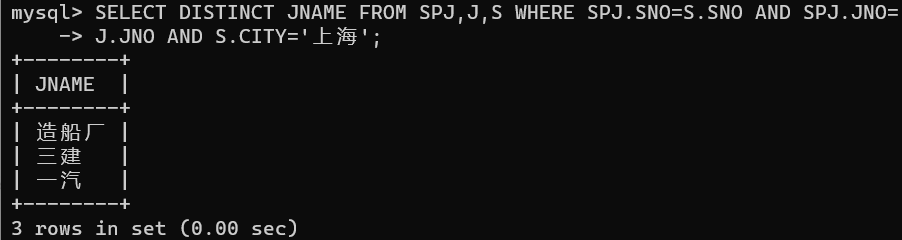 mysql> SELECT DISTINCT JNAME FROM SPJ,J,S WHERE SPJ.SNO=S.SNO AND SPJ.JNO=
    -> J.JNO AND S.CITY='上海';
+--------+
| JNAME  |
+--------+
| 造船厂 |
| 三建   |
| 一汽   |
+--------+
3 rows in set (0.00 sec)